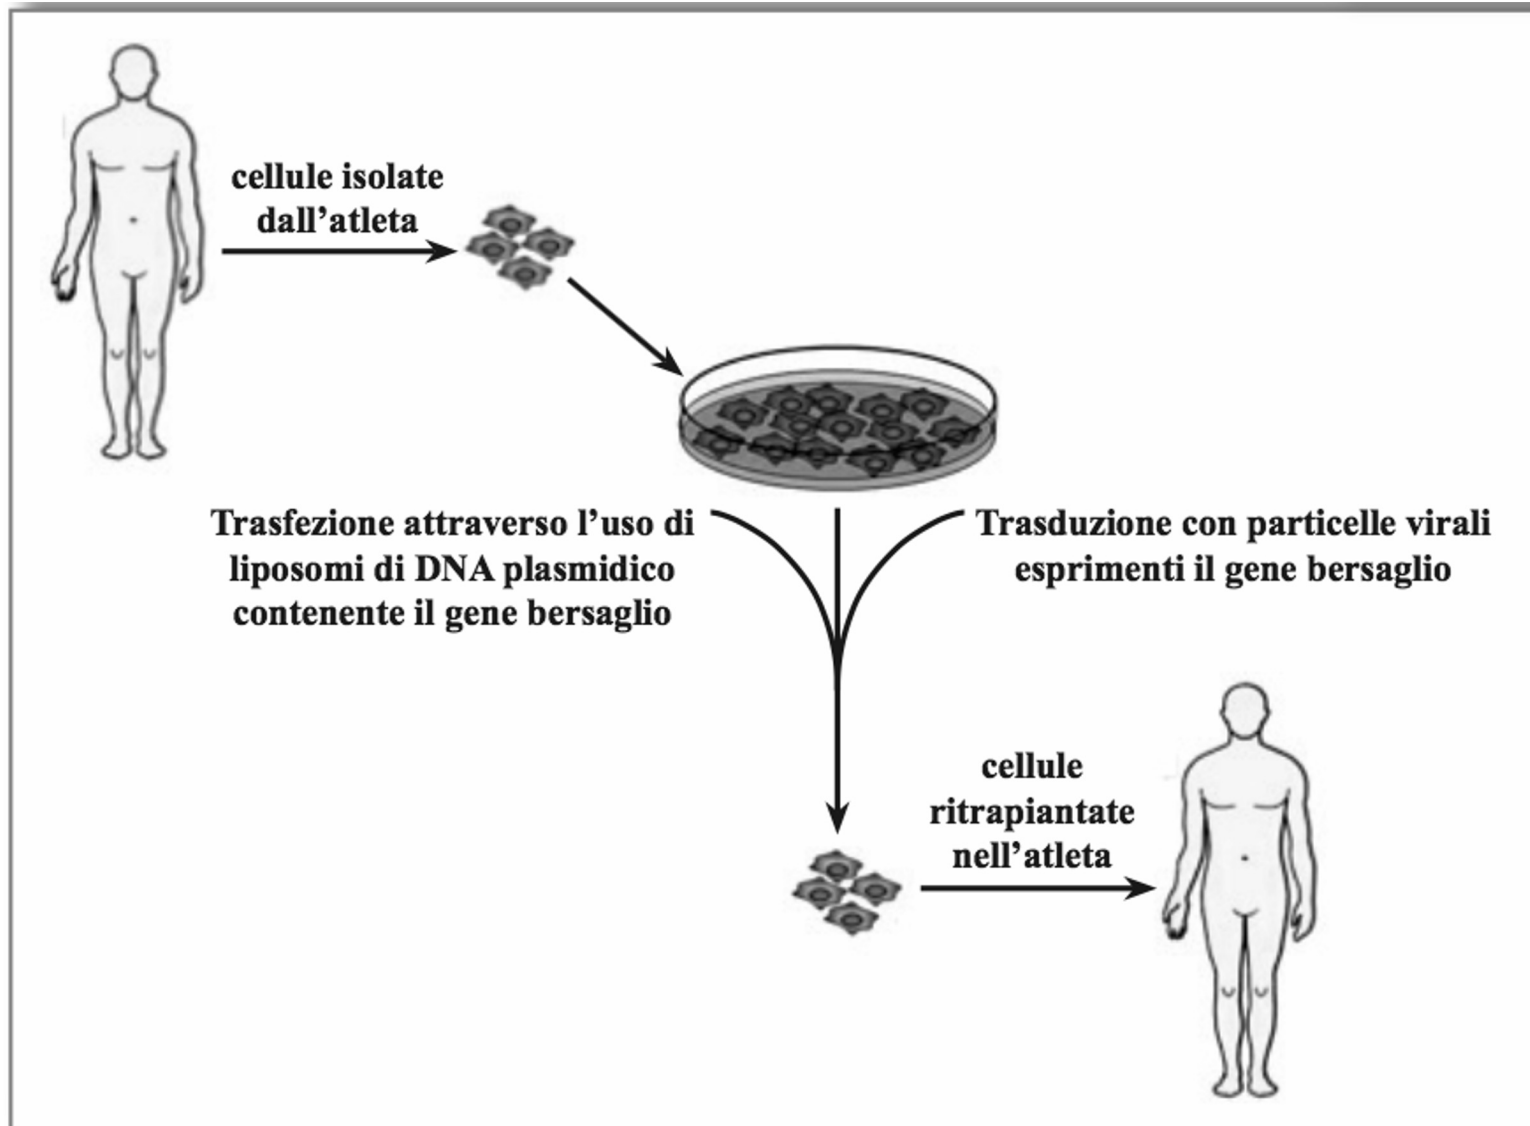 cellule isolate
dall’atleta
Trasfezione attraverso l’uso di
liposomi di DNA plasmidico
contenente il gene bersaglio
Trasduzione con particelle virali
esprimenti il gene bersaglio
cellule
ritrapiantate
nell’atleta